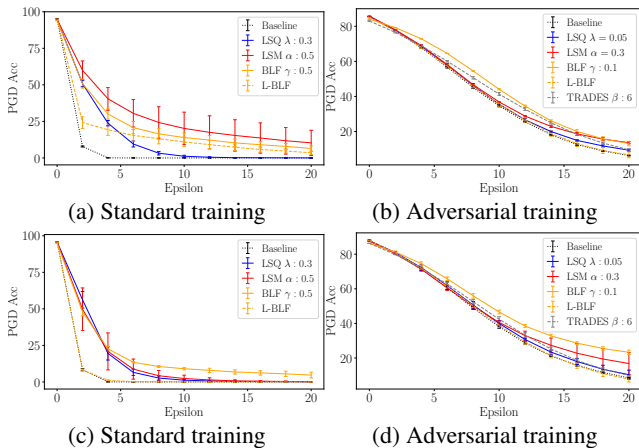 100
75
50
25
0
PGD Acc
0
5
10
15
20
Epsilon
Baseline
LSQ λ : 0.3
LSM α : 0.5
BLF γ : 0.5
L-BLF
(a) Standard training
80
60
40
20
PGD Acc
0
5
10
15
20
Epsilon
Baseline
LSQ λ = 0.05
LSM α = 0.3
BLF γ : 0.1
L-BLF
TRADES β : 6
(b) Adversarial training
100
75
50
25
0
PGD Acc
0
5
10
15
20
Epsilon
Baseline
LSQ λ : 0.3
LSM α : 0.5
BLF γ : 0.5
L-BLF
(c) Standard training
80
60
40
20
PGD Acc
0
5
10
15
20
Epsilon
Baseline
LSQ λ : 0.05
LSM α : 0.3
BLF γ : 0.1
L-BLF
TRADES β : 6
(d) Adversarial training